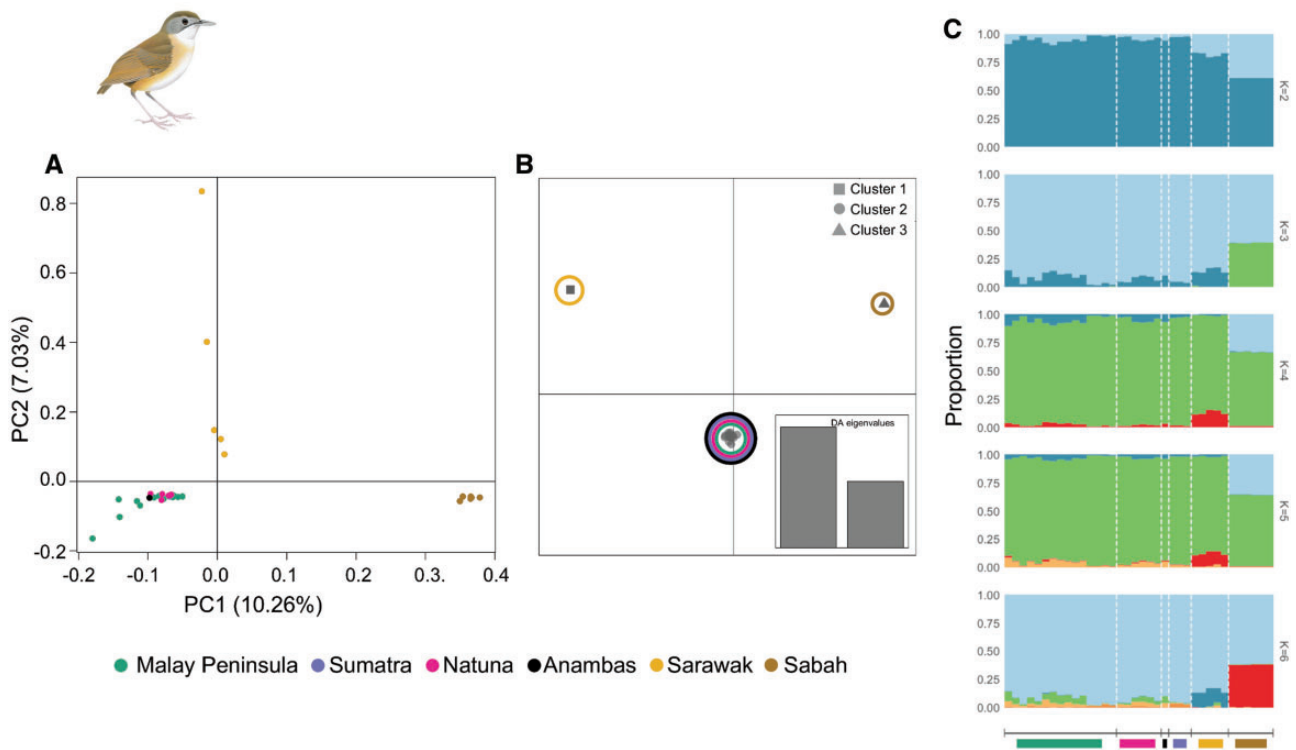 A
PC2 (7.03%)
0.8
0.6
0.4
0.2
0.0
-0.2
-0.2 -0.1 0.0 0.1 0.2 0.3. 0.4
PC1 (10.26%)
B
Cluster 1
Cluster 2
Cluster 3
DA eigenvalues
C
Proportion
1.00
0.75
0.50
0.25
0.00
K=2
1.00
0.75
0.50
0.25
0.00
K=3
1.00
0.75
0.50
0.25
0.00
K=4
1.00
0.75
0.50
0.25
0.00
K=5
1.00
0.75
0.50
0.25
0.00
K=6
Malay Peninsula Sumatra Natuna Anambas Sarawak Sabah